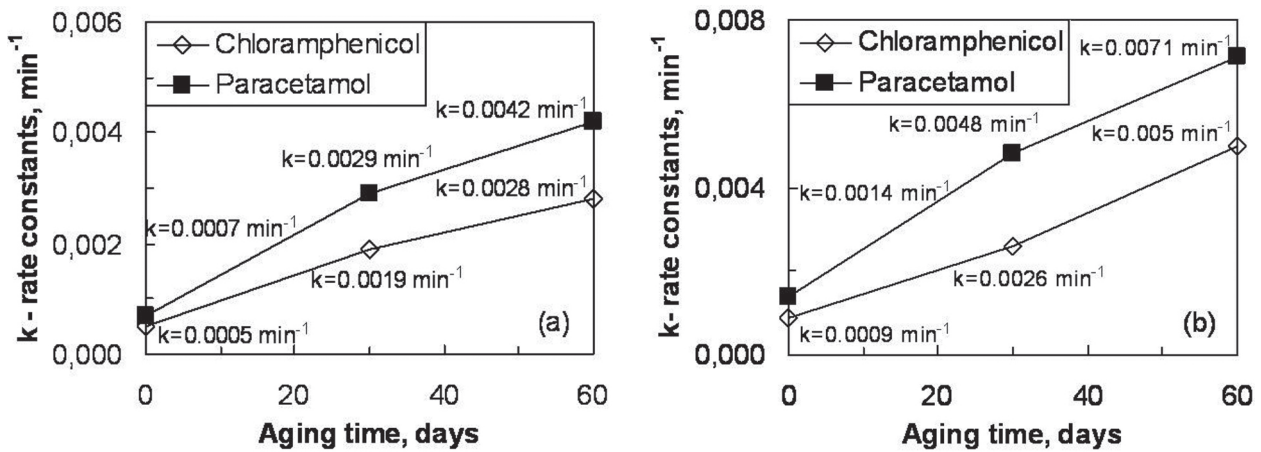 (a)
0,006
Chloramphenicol
Paracetamol
k=0.0042 min⁻¹
0,004
k=0.0029 min⁻¹
k=0.0028 min⁻¹
k=0.0007 min⁻¹
0,002
k=0.0019 min⁻¹
k=0.0005 min⁻¹
(a)
0,000
0 20 40 60
Aging time, days
k - rate constants, min⁻¹
(b)
0,008
Chloramphenicol
Paracetamol
k=0.0071 min⁻¹
k=0.0048 min⁻¹
k=0.005 min⁻¹
0,004
k=0.0014 min⁻¹
k=0.0026 min⁻¹
k=0.0009 min⁻¹
(b)
0,000
0 20 40 60
Aging time, days
k- rate constants, min⁻¹